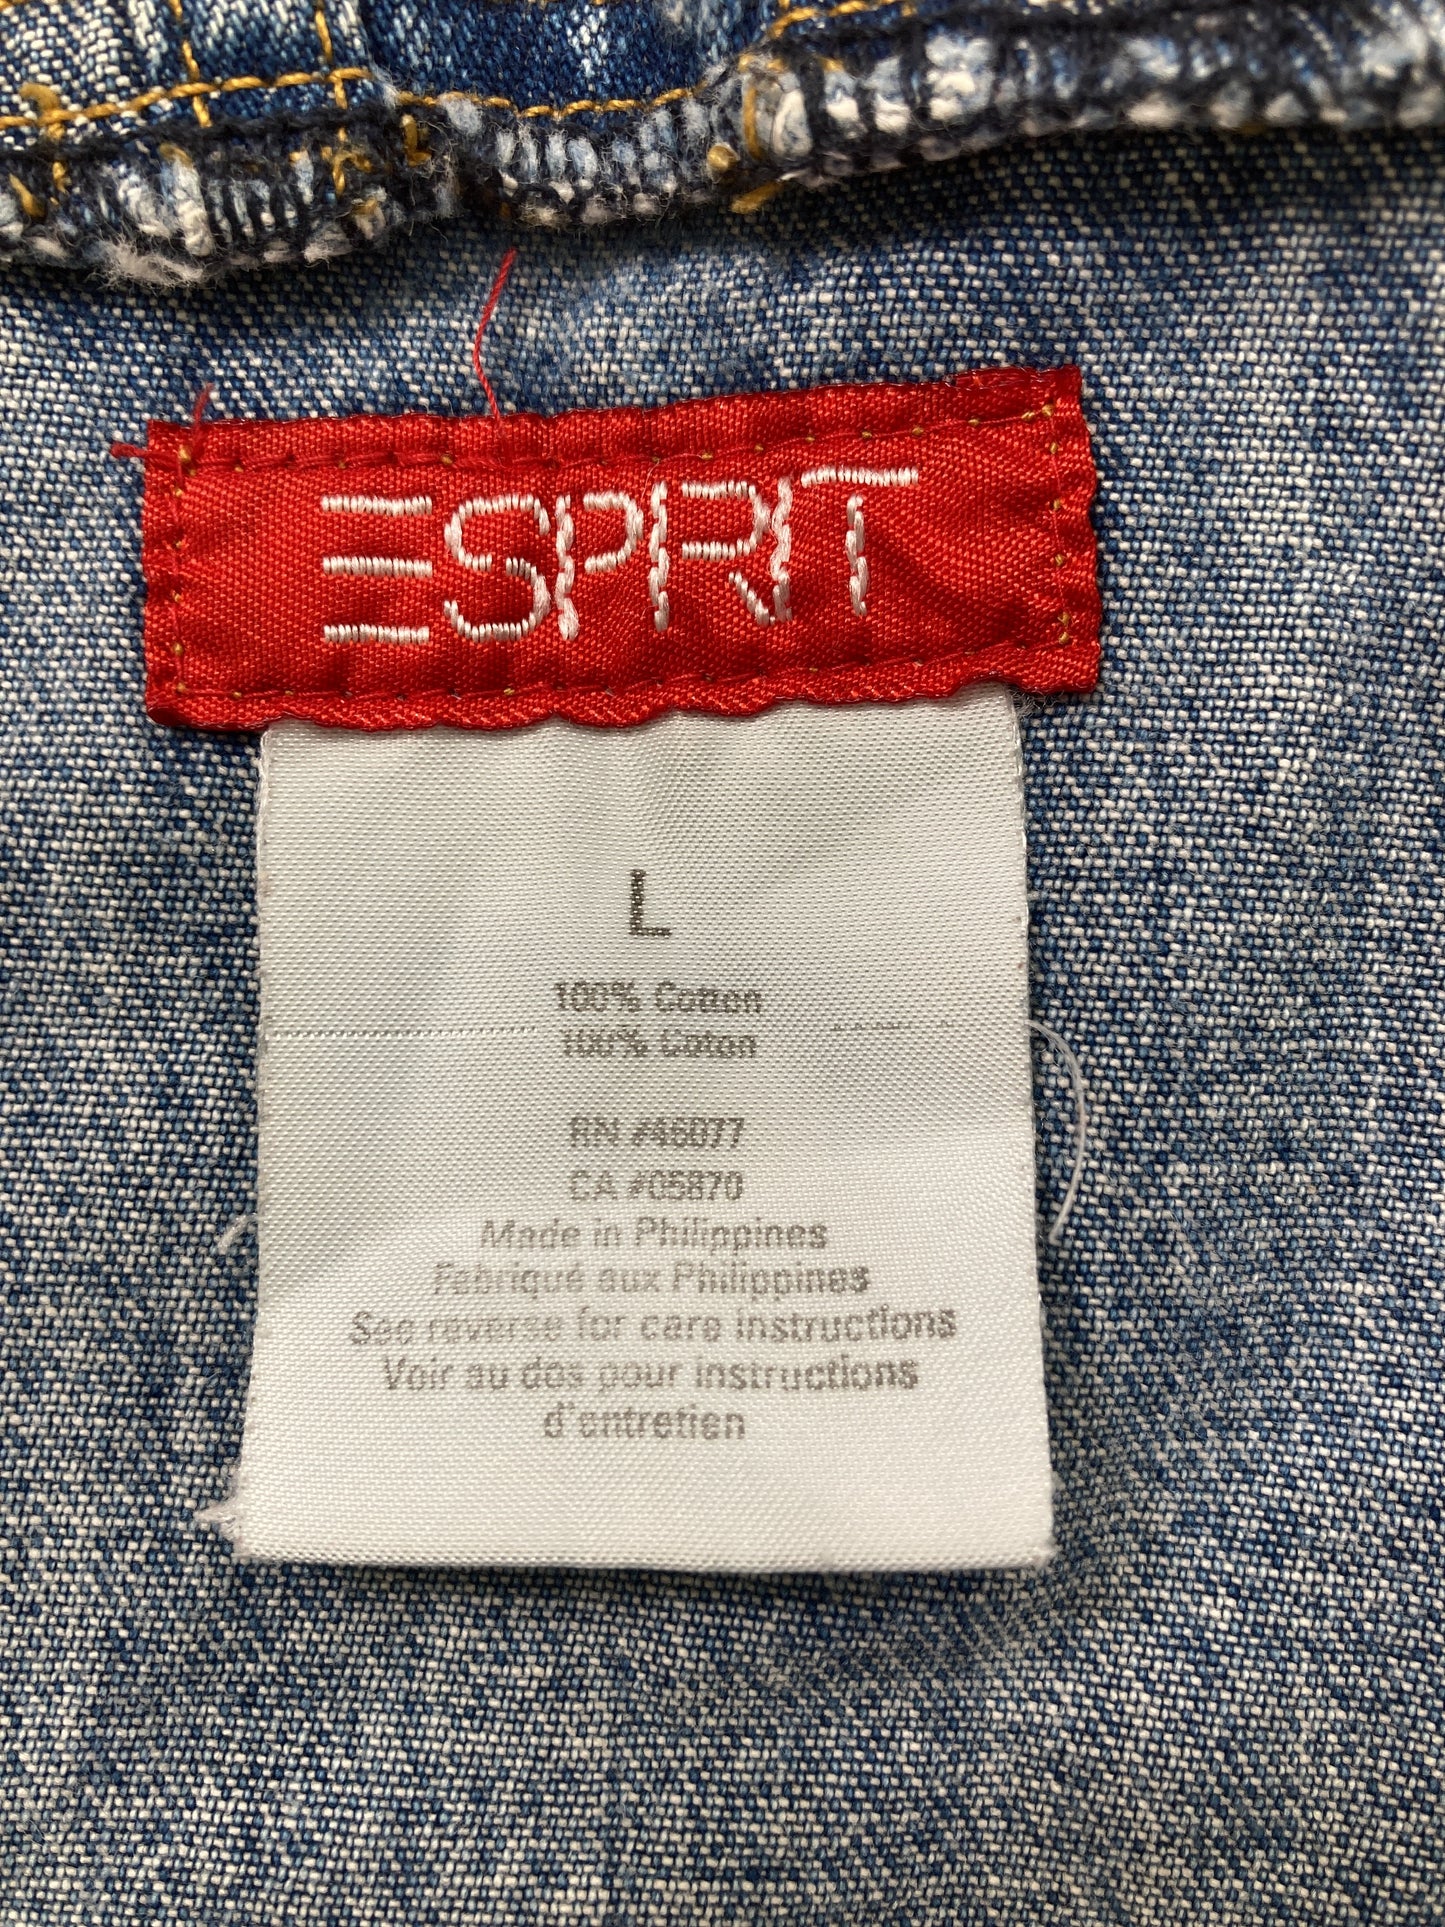 ESPRIT
L
100% Cotton
100% Coton
RN #46077
CA #05870
Made in Philippines
Fabriqué aux Philippines
See reverse for care instructions
Voir au dos pour instructions
d'entretien